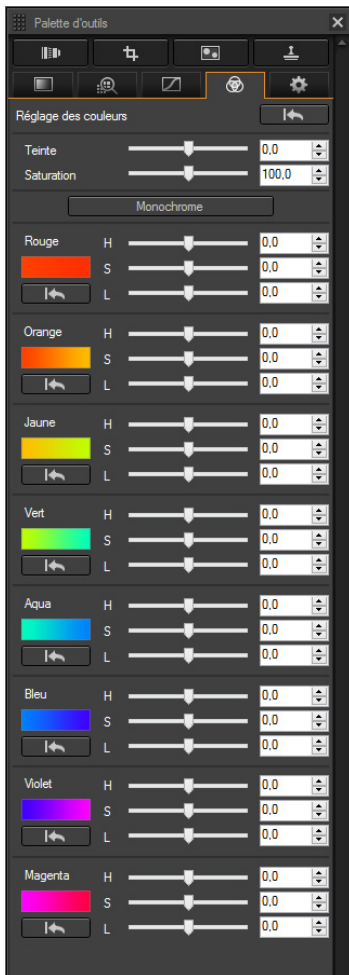 Palette d'outils
Réglage des couleurs
Teinte 0,0
Saturation 100,0
Monochrome
Rouge H 0,0
S 0,0
L 0,0
Orange H 0,0
S 0,0
L 0,0
Jaune H 0,0
S 0,0
L 0,0
Vert H 0,0
S 0,0
L 0,0
Aqua H 0,0
S 0,0
L 0,0
Bleu H 0,0
S 0,0
L 0,0
Violet H 0,0
S 0,0
L 0,0
Magenta H 0,0
S 0,0
L 0,0